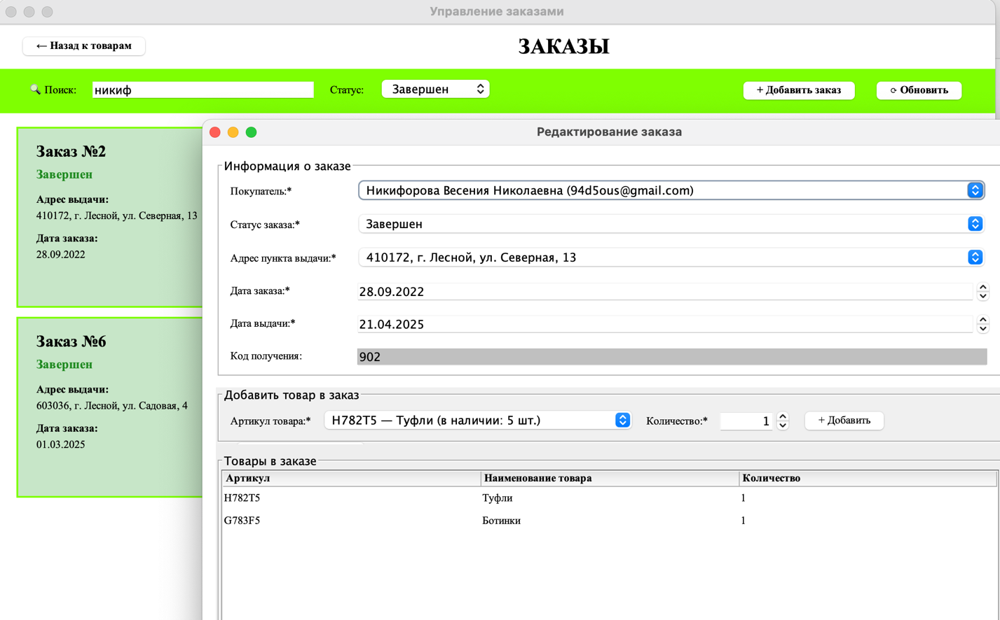 Управление заказами
← Назад к товарам
ЗАКАЗЫ
Поиск: никиф Статус: Завершен + Добавить заказ ⟳ Обновить
Заказ №2
Завершен
Адрес выдачи:
410172, г. Лесной, ул. Северная, 13
Дата заказа:
28.09.2022
Заказ №6
Завершен
Адрес выдачи:
603036, г. Лесной, ул. Садовая, 4
Дата заказа:
01.03.2025
Редактирование заказа
Информация о заказе
Покупатель:* Никифорова Весения Николаевна (94d5ous@gmail.com)
Статус заказа:* Завершен
Адрес пункта выдачи:* 410172, г. Лесной, ул. Северная, 13
Дата заказа:* 28.09.2022
Дата выдачи:* 21.04.2025
Код получения: 902
Добавить товар в заказ
Артикул товара:* H782T5 — Туфли (в наличии: 5 шт.) Количество:* 1 + Добавить
Товары в заказе
Артикул Наименование товара Количество
H782T5 Туфли 1
G783F5 Ботинки 1